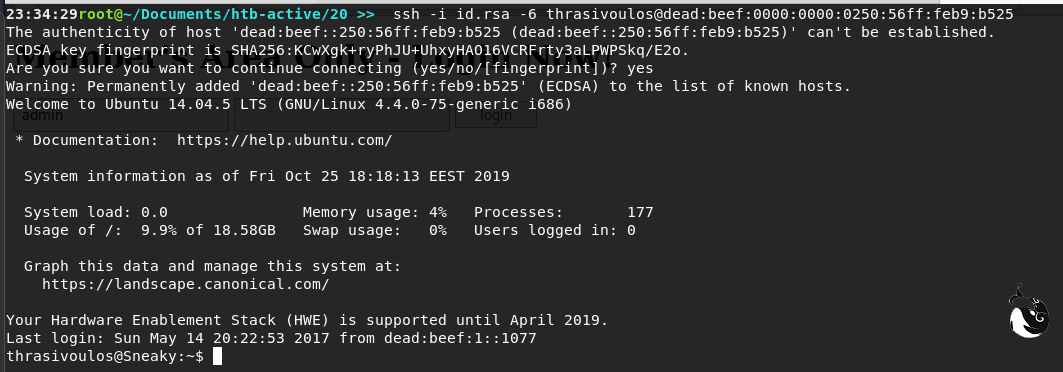 23:34:29root@~/Documents/htb-active/20 >>  ssh -i id.rsa -6 thrasivoulos@dead:beef:0000:0000:0250:56ff:feb9:b525
The authenticity of host 'dead:beef::250:56ff:feb9:b525 (dead:beef::250:56ff:feb9:b525)' can't be established.
ECDSA key fingerprint is SHA256:KCwXgk+ryPhJU+UhxyHAO16VCRFrty3aLPWPSkq/E2o.
Are you sure you want to continue connecting (yes/no/[fingerprint])? yes
Warning: Permanently added 'dead:beef::250:56ff:feb9:b525' (ECDSA) to the list of known hosts.
Welcome to Ubuntu 14.04.5 LTS (GNU/Linux 4.4.0-75-generic i686)
admin login
* Documentation:  https://help.ubuntu.com/
System information as of Fri Oct 25 18:18:13 EEST 2019
System load: 0.0 Memory usage: 4% Processes: 177
Usage of /: 9.9% of 18.58GB Swap usage: 0% Users logged in: 0
Graph this data and manage this system at:
https://landscape.canonical.com/
Your Hardware Enablement Stack (HWE) is supported until April 2019.
Last login: Sun May 14 20:22:53 2017 from dead:beef:1::1077
thrasivoulos@Sneaky:~$